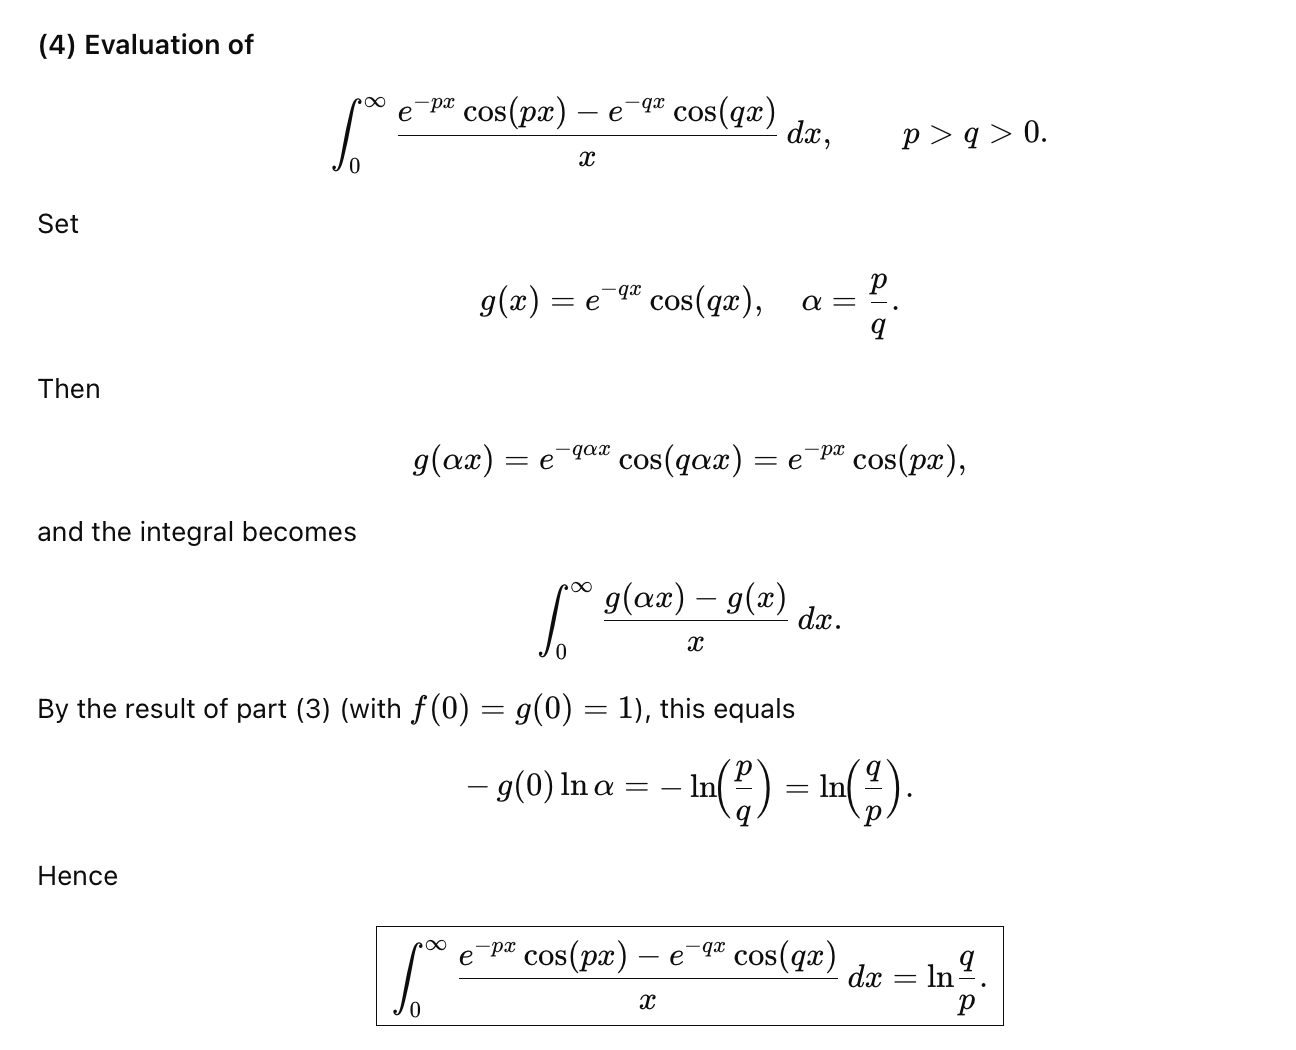 (4) Evaluation of
$$\int_0^\infty \frac{e^{-px}\cos(px) - e^{-qx}\cos(qx)}{x}\,dx, \qquad p > q > 0.$$
Set
$$g(x) = e^{-qx}\cos(qx), \quad \alpha = \frac{p}{q}.$$
Then
$$g(\alpha x) = e^{-q\alpha x}\cos(q\alpha x) = e^{-px}\cos(px),$$
and the integral becomes
$$\int_0^\infty \frac{g(\alpha x) - g(x)}{x}\,dx.$$
By the result of part (3) (with $f(0) = g(0) = 1$), this equals
$$-g(0)\ln\alpha = -\ln\left(\frac{p}{q}\right) = \ln\left(\frac{q}{p}\right).$$
Hence
$$\boxed{\int_0^\infty \frac{e^{-px}\cos(px) - e^{-qx}\cos(qx)}{x}\,dx = \ln\frac{q}{p}.}$$